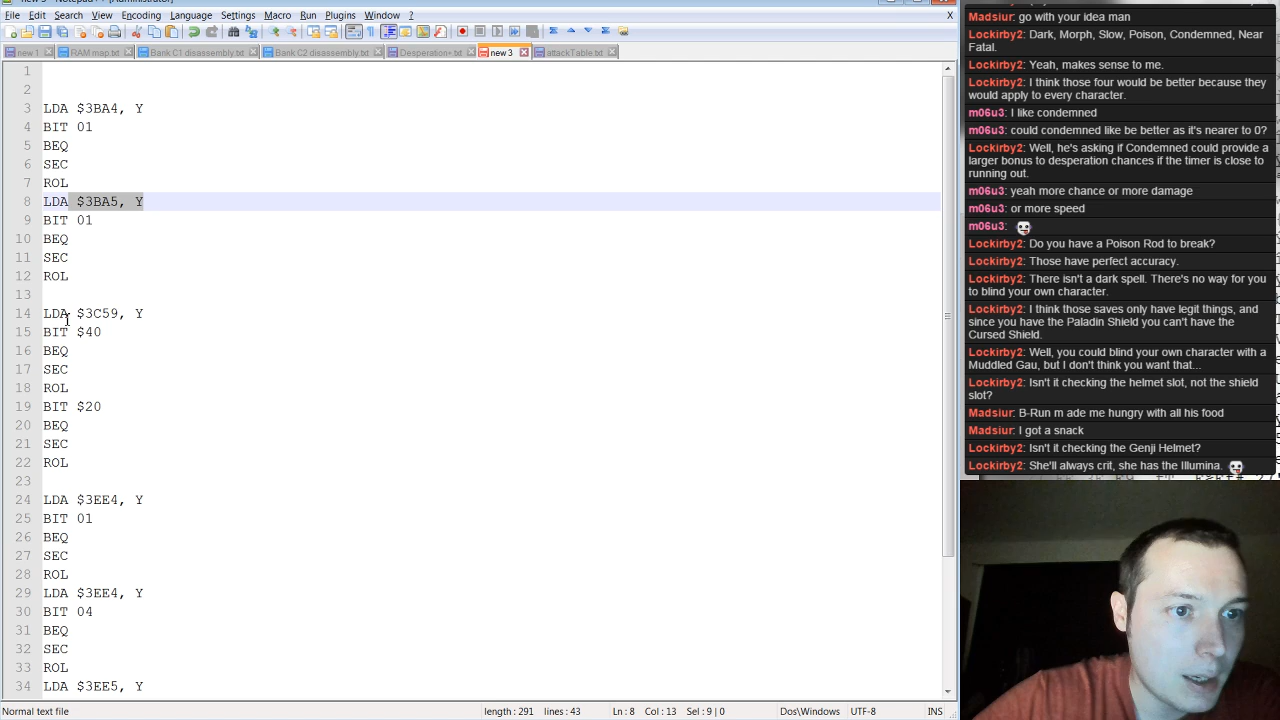 File Edit Search View Encoding Language Settings Macro Run Plugins Window ? X
new 1 RAM map.txt Bank C1 disassembly.txt Bank C2 disassembly.txt new 3 attackTable.txt
1
2
3 LDA $3BA4, Y
4 BIT 01
5 BEQ
6 SEC
7 ROL
8 LDA $3BA5, Y
9 BIT 01
10 BEQ
11 SEC
12 ROL
13
14 LDA $3C59, Y
15 BIT $40
16 BEQ
17 SEC
18 ROL
19 BIT $20
20 BEQ
21 SEC
22 ROL
23
24 LDA $3EE4, Y
25 BIT 01
26 BEQ
27 SEC
28 ROL
29 LDA $3EE4, Y
30 BIT 04
31 BEQ
32 SEC
33 ROL
34 LDA $3EE5, Y
Normal text file length : 291 lines : 43 Ln : 8 Col : 13 Sel : 9 | 0 Dos\Windows UTF-8 INS
Madsiur: go with your idea man
Lockirby2: Dark, Morph, Slow, Poison, Condemned, Near
Fatal.
Lockirby2: Yeah, makes sense to me.
Lockirby2: I think those four would be better because they
would apply to every character.
m06u3: I like condemned
m06u3: could condemned like be better as it's nearer to 0?
Lockirby2: Well, he's asking if Condemned could provide a
larger bonus to desperation chances if the timer is close to
running out.
m06u3: yeah more chance or more damage
m06u3: or more speed
m06u3:
Lockirby2: Do you have a Poison Rod to break?
Lockirby2: Those have perfect accuracy.
Lockirby2: There isn't a dark spell. There's no way for you
to blind your own character.
Lockirby2: I think those saves only have legit things, and
since you have the Paladin Shield you can't have the
Cursed Shield.
Lockirby2: Well, you could blind your own character with a
Muddled Gau, but I don't think you want that...
Lockirby2: Isn't it checking the helmet slot, not the shield
slot?
Madsiur: B-Run m ade me hungry with all his food
Madsiur: I got a snack
Lockirby2: Isn't it checking the Genji Helmet?
Lockirby2: She'll always crit, she has the Illumina.